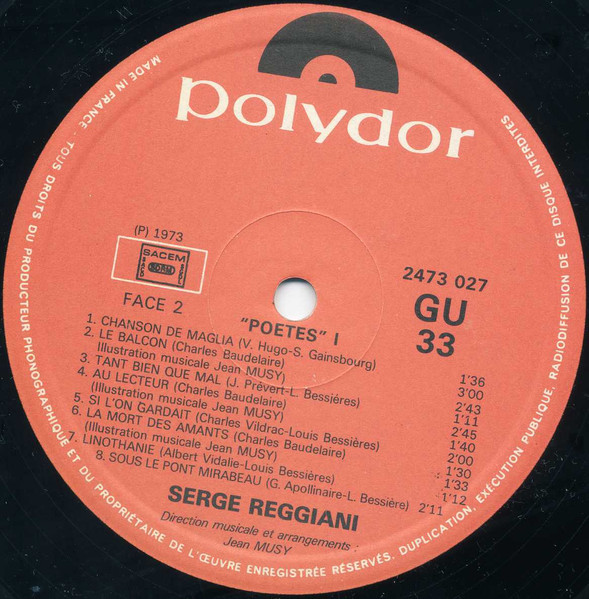 polydor
MADE IN FRANCE · TOUS DROITS DU PRODUCTEUR PHONOGRAPHIQUE ET DU PROPRIÉTAIRE DE L'ŒUVRE ENREGISTRÉE RÉSERVÉS. DUPLICATION, EXÉCUTION PUBLIQUE, RADIODIFFUSION DE CE DISQUE INTERDITES
(P) 1973
SACEM
FACE 2
2473 027
GU
33
"POETES" I
1. CHANSON DE MAGLIA (V. Hugo-S. Gainsbourg) 1'36
2. LE BALCON (Charles Baudelaire) 3'00
Illustration musicale Jean MUSY)
3. TANT BIEN QUE MAL (J. Prévert-L. Bessiéres) 2'43
4. AU LECTEUR (Charles Baudelaire) 1'11
(Illustration musicale Jean MUSY)
2'45
5. SI L'ON GARDAIT (Charles Vildrac-Louis Bessières) 1'40
6. LA MORT DES AMANTS (Charles Baudelaire) 2'00
(Illustration musicale Jean MUSY) 1'30
7. LINOTHANIE (Albert Vidalie-Louis Bessières) 1'33
1'12
8. SOUS LE PONT MIRABEAU (G. Apollinaire-L. Bessière) 2'11
SERGE REGGIANI
Direction musicale et arrangements :
Jean MUSY